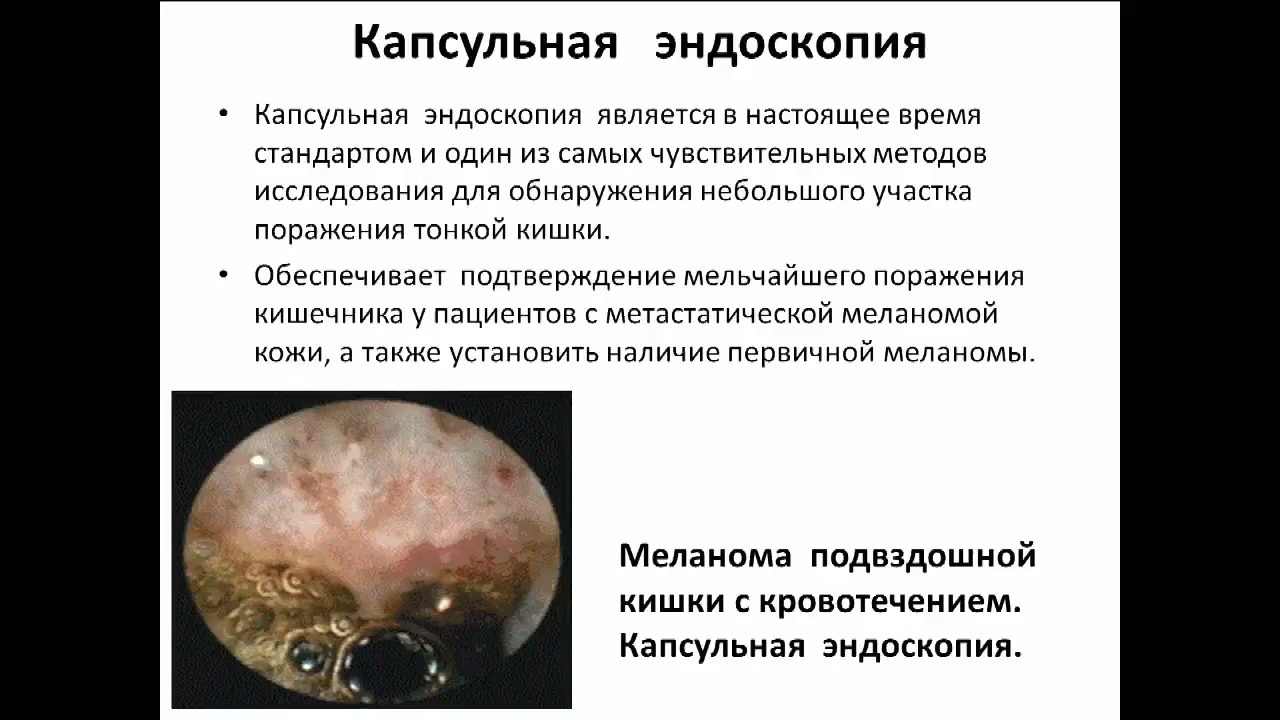 Капсульная эндоскопия
• Капсульная эндоскопия является в настоящее время
стандартом и один из самых чувствительных методов
исследования для обнаружения небольшого участка
поражения тонкой кишки.
• Обеспечивает подтверждение мельчайшего поражения
кишечника у пациентов с метастатической меланомой
кожи, а также установить наличие первичной меланомы.
Меланома подвздошной
кишки с кровотечением.
Капсульная эндоскопия.